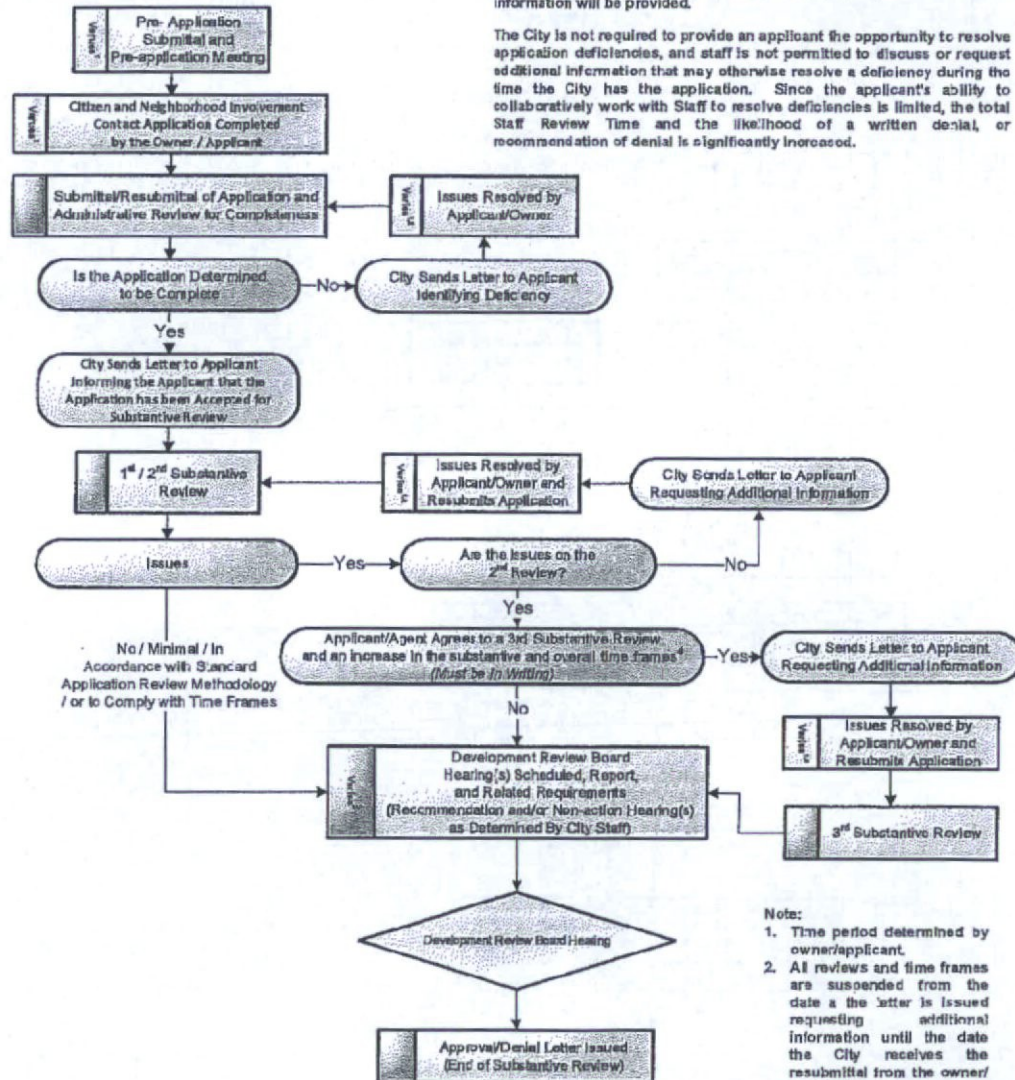 information will be provided.
The City is not required to provide an applicant the opportunity to resolve
application deficiencies, and staff is not permitted to discuss or request
additional information that may otherwise resolve a deficiency during the
time the City has the application. Since the applicant's ability to
collaboratively work with Staff to resolve deficiencies is limited, the total
Staff Review Time and the likelihood of a written denial, or
recommendation of denial is significantly increased.
Varies¹
Pre- Application
Submittal and
Pre-application Meeting
Varies¹
Citizen and Neighborhood Involvement
Contact Application Completed
by the Owner / Applicant
Submittal/Resubmittal of Application and
Administrative Review for Completeness
Varies
Issues Resolved by
Applicant/Owner
Is the Application Determined
to be Complete
No
City Sends Letter to Applicant
Identifying Deficiency
Yes
City Sends Letter to Applicant
Informing the Applicant that the
Application has been Accepted for
Substantive Review
1st / 2nd Substantive
Review
Varies
Issues Resolved by
Applicant/Owner and
Resubmits Application
City Sends Letter to Applicant
Requesting Additional Information
Issues
Yes
Are the Issues on the
2nd Review?
No
Yes
No / Minimal / In
Accordance with Standard
Application Review Methodology
/ or to Comply with Time Frames
Applicant/Agent Agrees to a 3rd Substantive Review
and an increase in the substantive and overall time frames⁴
(Must be in Writing)
Yes
City Sends Letter to Applicant
Requesting Additional Information
No
Varies
Issues Resolved by
Applicant/Owner and
Resubmits Application
Varies
Development Review Board
Hearing(s) Scheduled, Report,
and Related Requirements
(Recommendation and/or Non-action Hearing(s)
as Determined By City Staff)
3rd Substantive Review
Development Review Board Hearing
Approval/Denial Letter Issued
(End of Substantive Review)
Note:
1. Time period determined by
owner/applicant.
2. All reviews and time frames
are suspended from the
date a the letter is issued
requesting additional
information until the date
the City receives the
resubmittal from the owner/